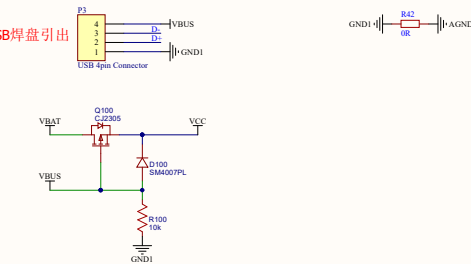 P3
4
VBUS
SB焊盘引出
3
D-
2
D+
1
GND1
USB 4pin Connector
R42
GND1
AGND
0R
Q100
CJ2305
VBAT
VCC
D100
SM4007PL
VBUS
R100
10k
GND1